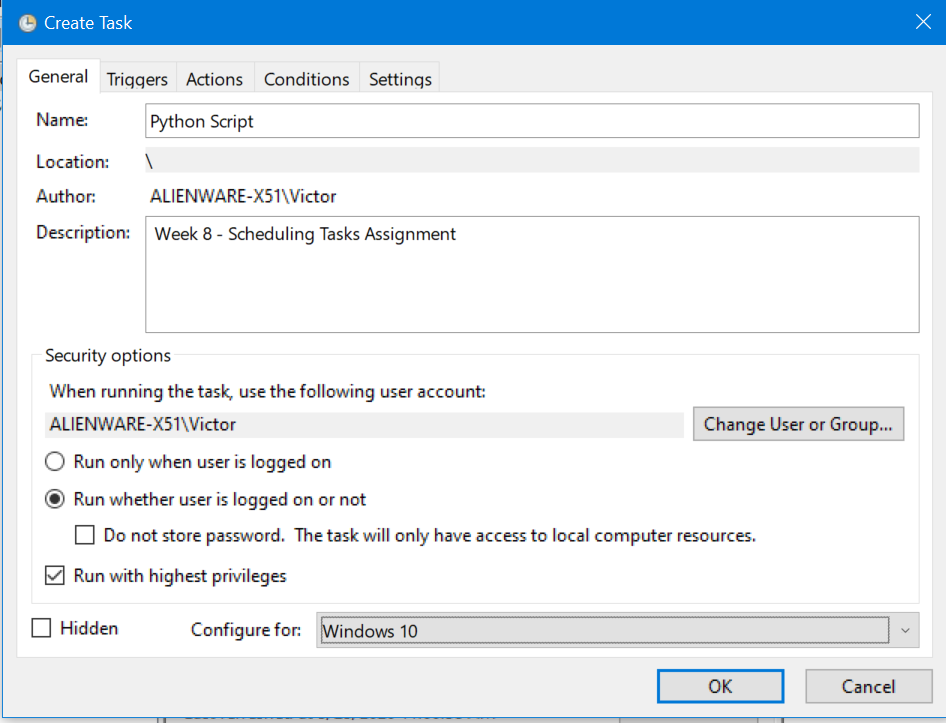 Create Task
General Triggers Actions Conditions Settings
Name: Python Script
Location: \
Author: ALIENWARE-X51\Victor
Description: Week 8 - Scheduling Tasks Assignment
Security options
When running the task, use the following user account:
ALIENWARE-X51\Victor Change User or Group...
Run only when user is logged on
Run whether user is logged on or not
Do not store password.  The task will only have access to local computer resources.
Run with highest privileges
Hidden Configure for: Windows 10
OK Cancel